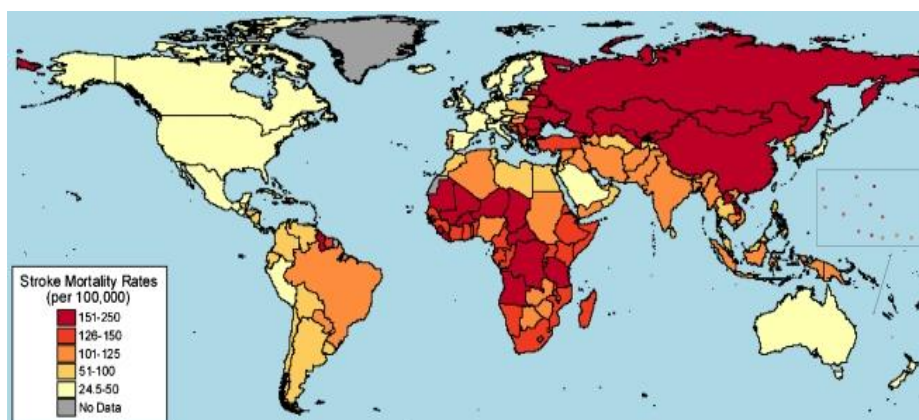 Stroke Mortality Rates
(per 100,000)
151-250
126-150
101-125
51-100
24.5-50
No Data